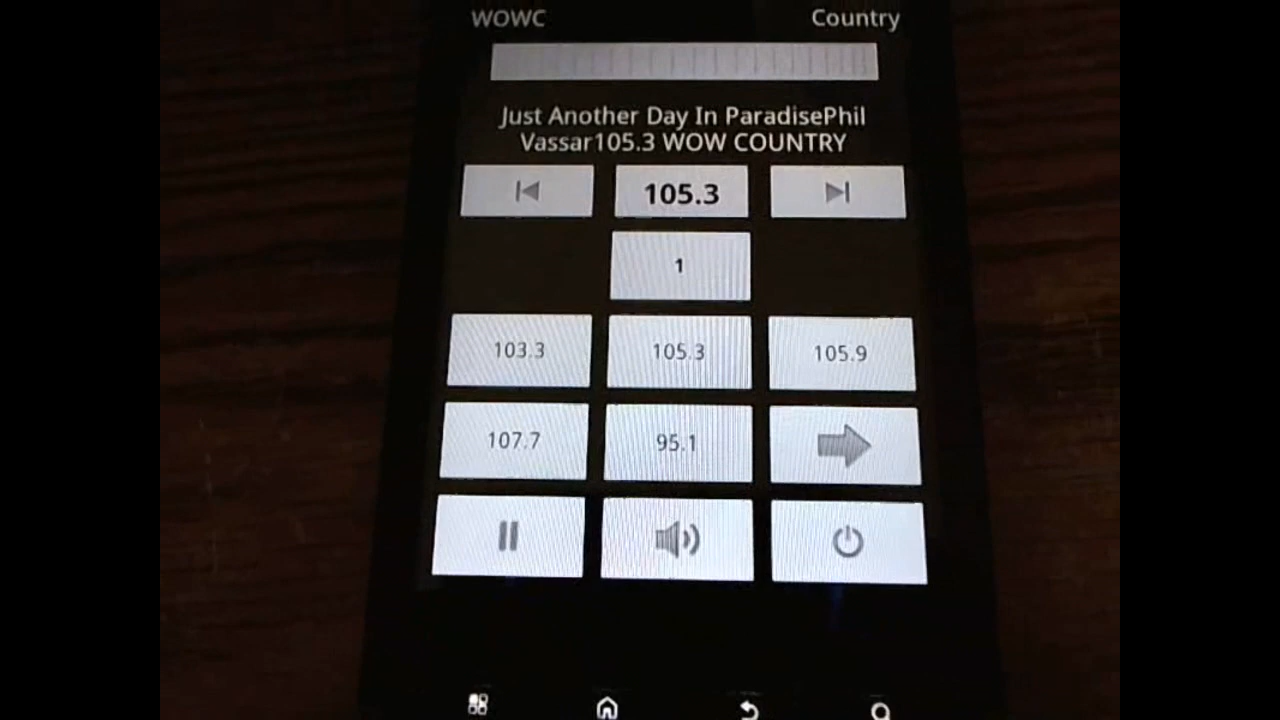 WOWC Country
Just Another Day In ParadisePhil
Vassar105.3 WOW COUNTRY
105.3
1
103.3 105.3 105.9
107.7 95.1